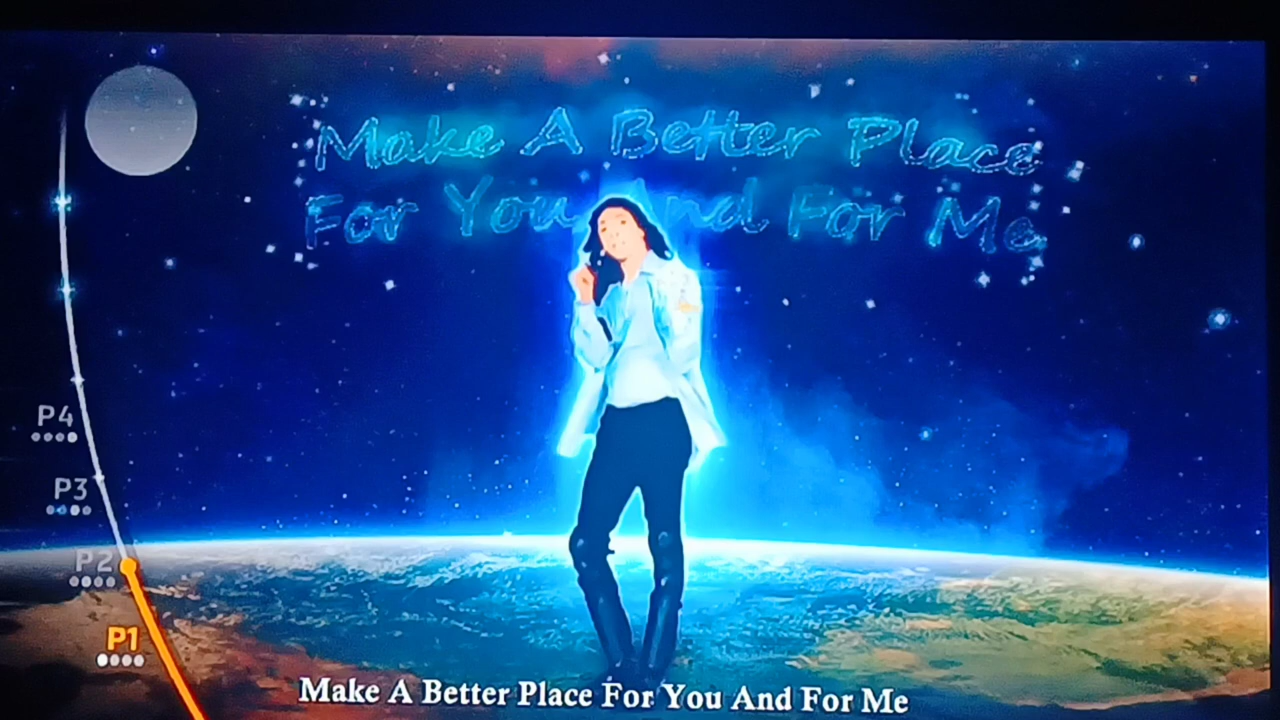 Make A Better Place
For You And For Me
P4
P3
P2
P1
Make A Better Place For You And For Me